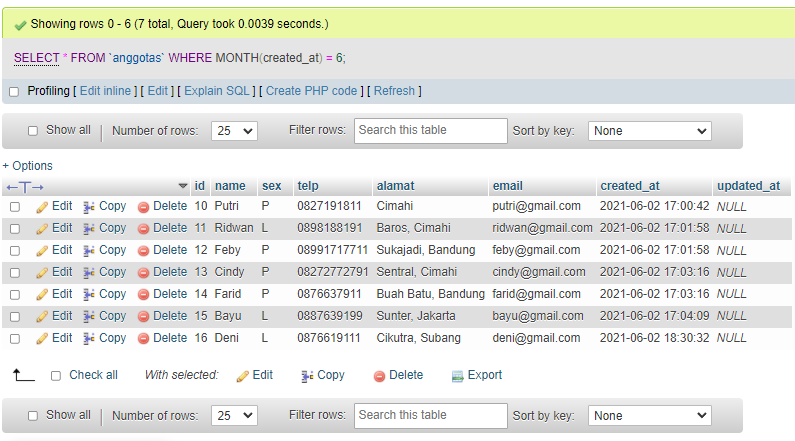 Showing rows 0 - 6 (7 total, Query took 0.0039 seconds.)
SELECT * FROM `anggotas` WHERE MONTH(created_at) = 6;
Profiling [ Edit inline ] [ Edit ] [ Explain SQL ] [ Create PHP code ] [ Refresh ]
Show all | Number of rows: 25 Filter rows: Search this table Sort by key: None
+ Options
←T→ id name sex telp alamat email created_at updated_at
Edit Copy Delete 10 Putri P 0827191811 Cimahi putri@gmail.com 2021-06-02 17:00:42 NULL
Edit Copy Delete 11 Ridwan L 0898188191 Baros, Cimahi ridwan@gmail.com 2021-06-02 17:01:58 NULL
Edit Copy Delete 12 Feby P 08991717711 Sukajadi, Bandung feby@gmail.com 2021-06-02 17:01:58 NULL
Edit Copy Delete 13 Cindy P 08272772791 Sentral, Cimahi cindy@gmail.com 2021-06-02 17:03:16 NULL
Edit Copy Delete 14 Farid P 0876637911 Buah Batu, Bandung farid@gmail.com 2021-06-02 17:03:16 NULL
Edit Copy Delete 15 Bayu L 0887639199 Sunter, Jakarta bayu@gmail.com 2021-06-02 17:04:09 NULL
Edit Copy Delete 16 Deni L 0876619111 Cikutra, Subang deni@gmail.com 2021-06-02 18:30:32 NULL
Check all With selected: Edit Copy Delete Export
Show all | Number of rows: 25 Filter rows: Search this table Sort by key: None